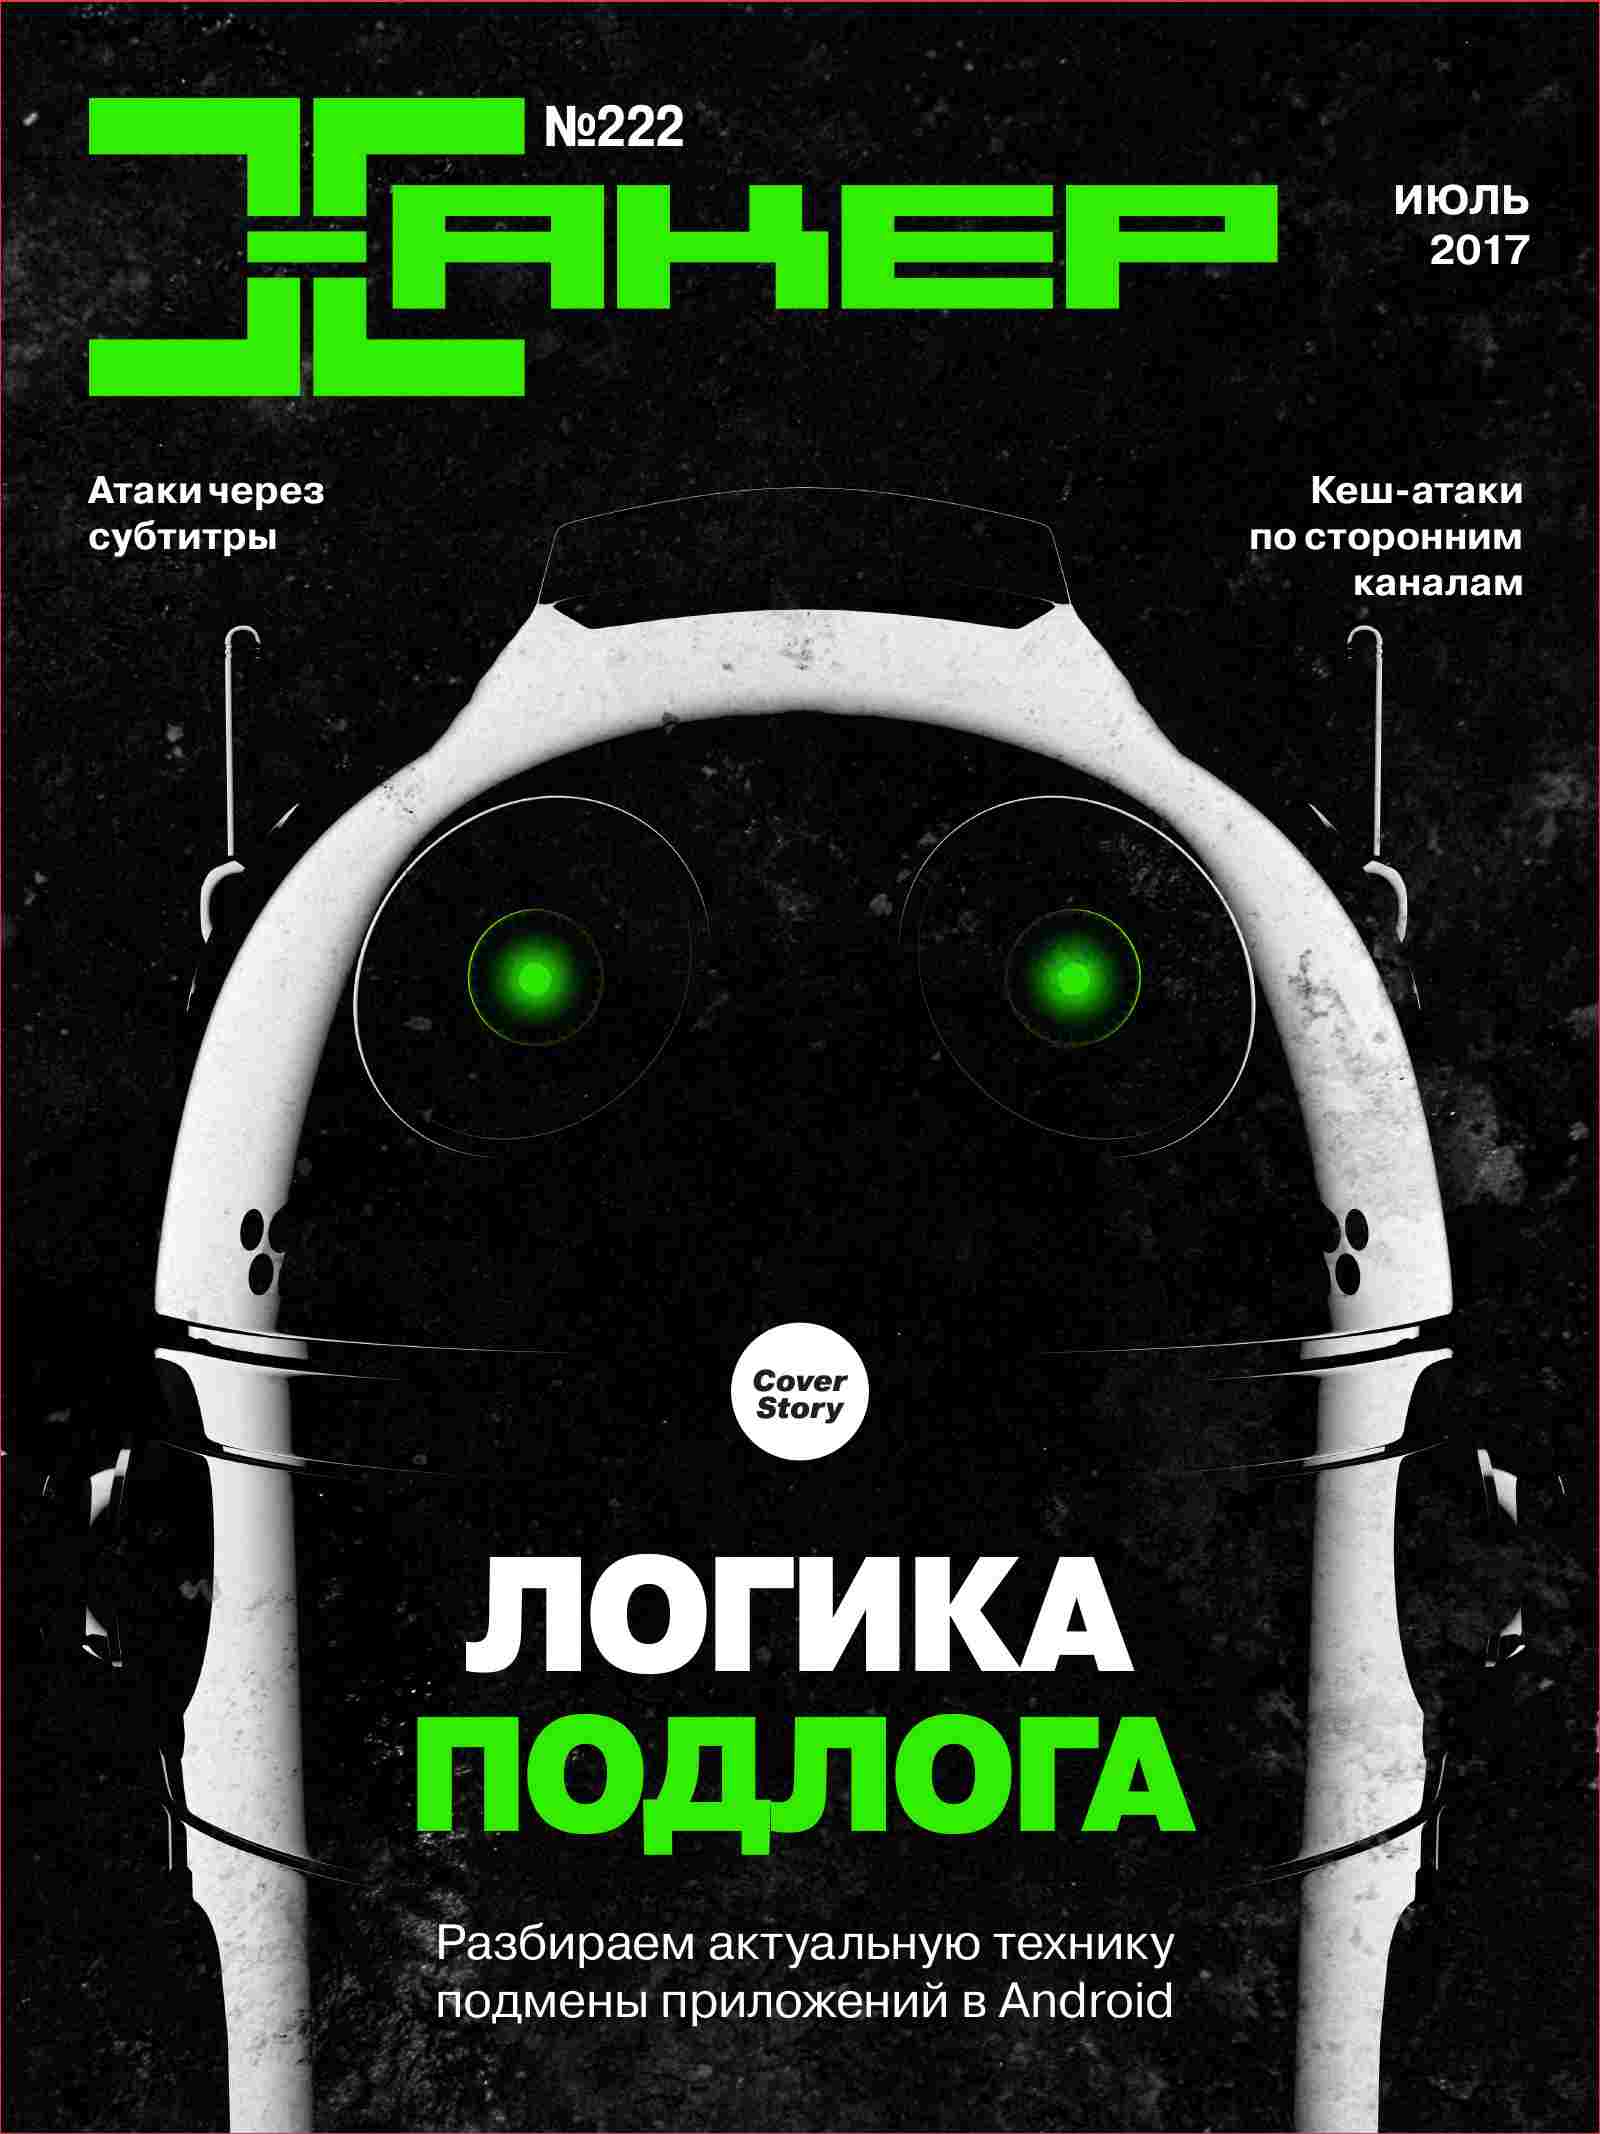 №222
ХАКЕР
ИЮЛЬ
2017
Атаки через
субтитры
Кеш-атаки
по сторонним
каналам
Cover
Story
ЛОГИКА
ПОДЛОГА
Разбираем актуальную технику
подмены приложений в Android